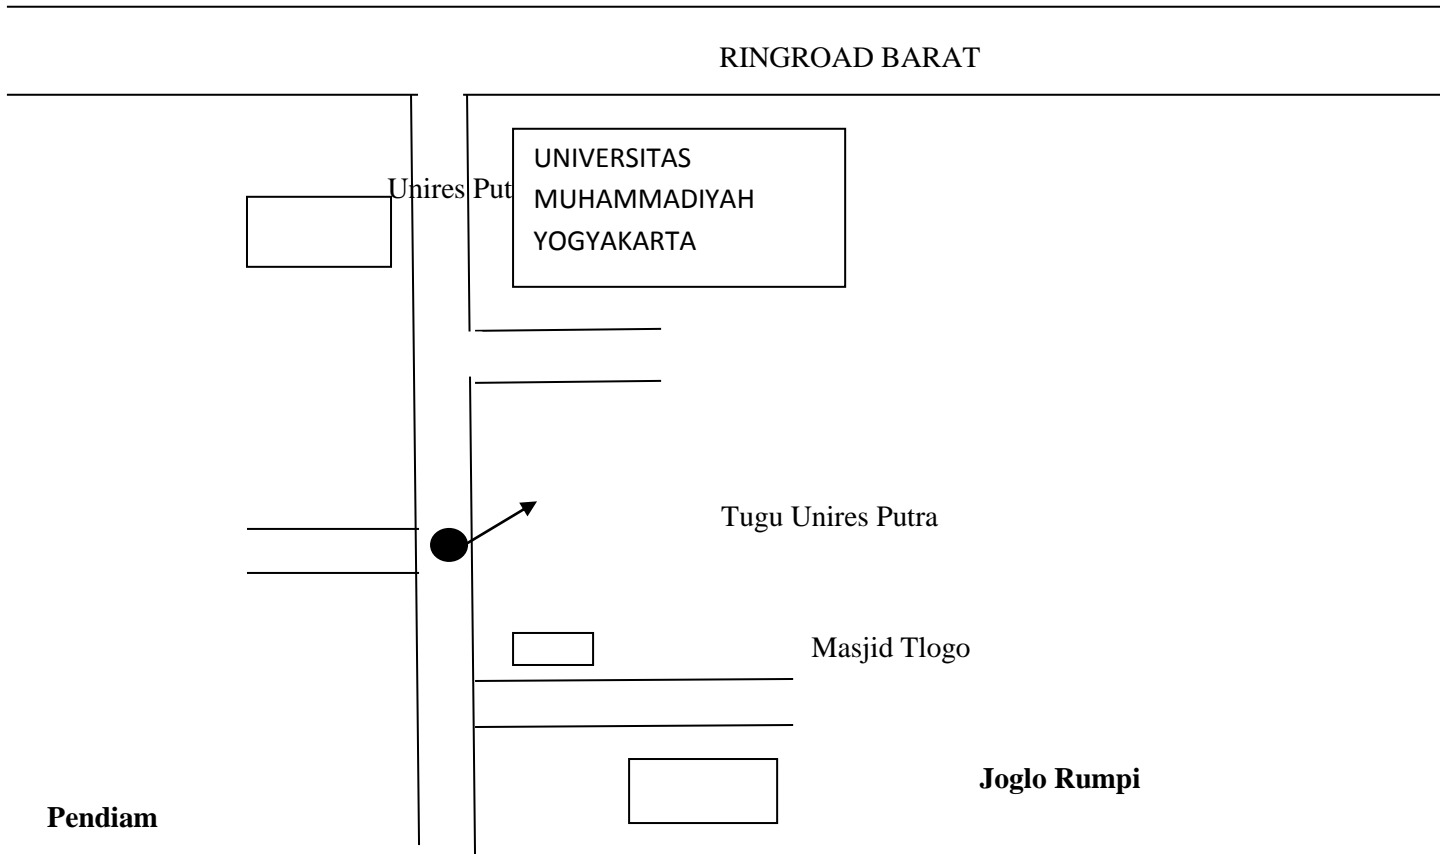 RINGROAD BARAT
UNIVERSITAS
MUHAMMADIYAH
YOGYAKARTA
Unires Put
Tugu Unires Putra
Masjid Tlogo
Joglo Rumpi
Pendiam